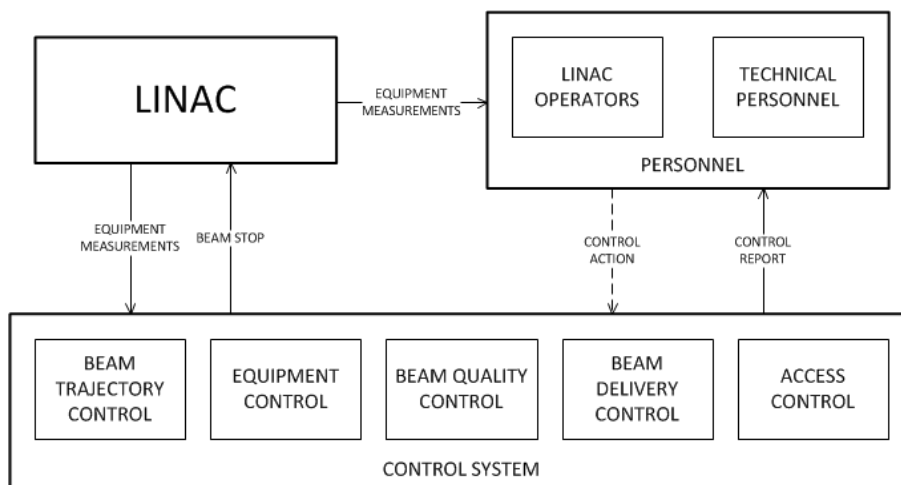 LINAC
EQUIPMENT
MEASUREMENTS
LINAC
OPERATORS
TECHNICAL
PERSONNEL
PERSONNEL
EQUIPMENT
MEASUREMENTS
BEAM STOP
CONTROL
ACTION
CONTROL
REPORT
BEAM
TRAJECTORY
CONTROL
EQUIPMENT
CONTROL
BEAM QUALITY
CONTROL
BEAM
DELIVERY
CONTROL
ACCESS
CONTROL
CONTROL SYSTEM